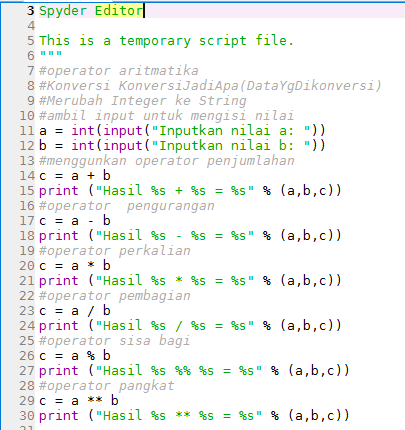 3 Spyder Editor
4
5 This is a temporary script file.
6 """
7 #operator aritmatika
8 #Konversi KonversiJadiApa(DataYgDikonversi)
9 #Merubah Integer ke String
10 #ambil input untuk mengisi nilai
11 a = int(input("Inputkan nilai a: "))
12 b = int(input("Inputkan nilai b: "))
13 #menggunkan operator penjumlahan
14 c = a + b
15 print ("Hasil %s + %s = %s" % (a,b,c))
16 #operator  pengurangan
17 c = a - b
18 print ("Hasil %s - %s = %s" % (a,b,c))
19 #operator perkalian
20 c = a * b
21 print ("Hasil %s * %s = %s" % (a,b,c))
22 #operator pembagian
23 c = a / b
24 print ("Hasil %s / %s = %s" % (a,b,c))
25 #operator sisa bagi
26 c = a % b
27 print ("Hasil %s %% %s = %s" % (a,b,c))
28 #operator pangkat
29 c = a ** b
30 print ("Hasil %s ** %s = %s" % (a,b,c))